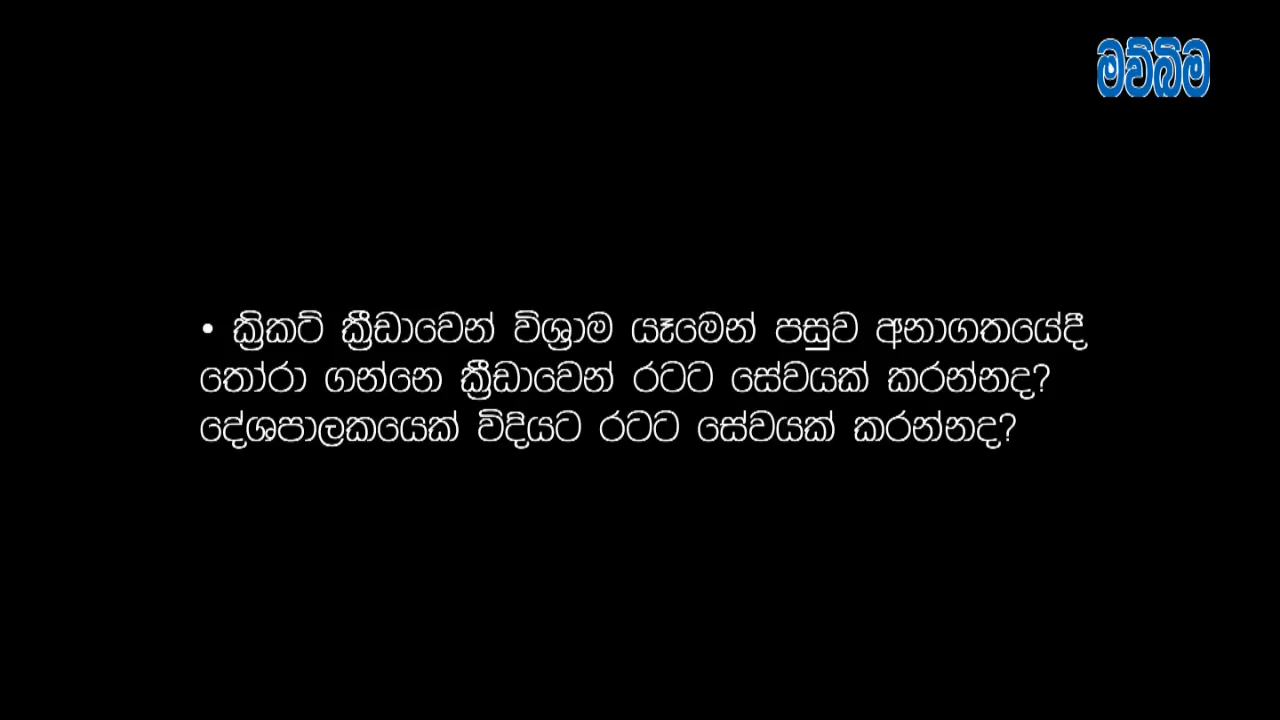 මව්බිම
• ක්‍රිකට් ක්‍රීඩාවෙන් විශ්‍රාම යෑමෙන් පසුව අනාගතයේදී
තෝරා ගන්නෙ ක්‍රීඩාවෙන් රටට සේවයක් කරන්නද?
දේශපාලකයෙක් විදියට රටට සේවයක් කරන්නද?